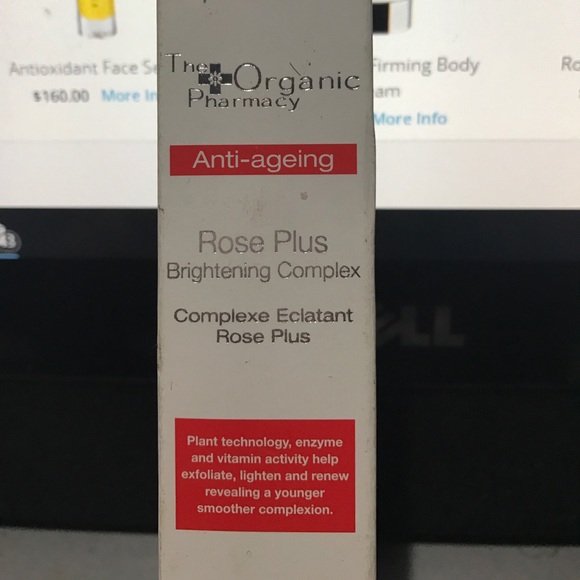 Antioxidant Face Se
$160.00 More In
Firming Body
am
More Info
Ro
The Organic
Pharmacy
Anti-ageing
Rose Plus
Brightening Complex
Complexe Eclatant
Rose Plus
Plant technology, enzyme
and vitamin activity help
exfoliate, lighten and renew
revealing a younger
smoother complexion.
LL